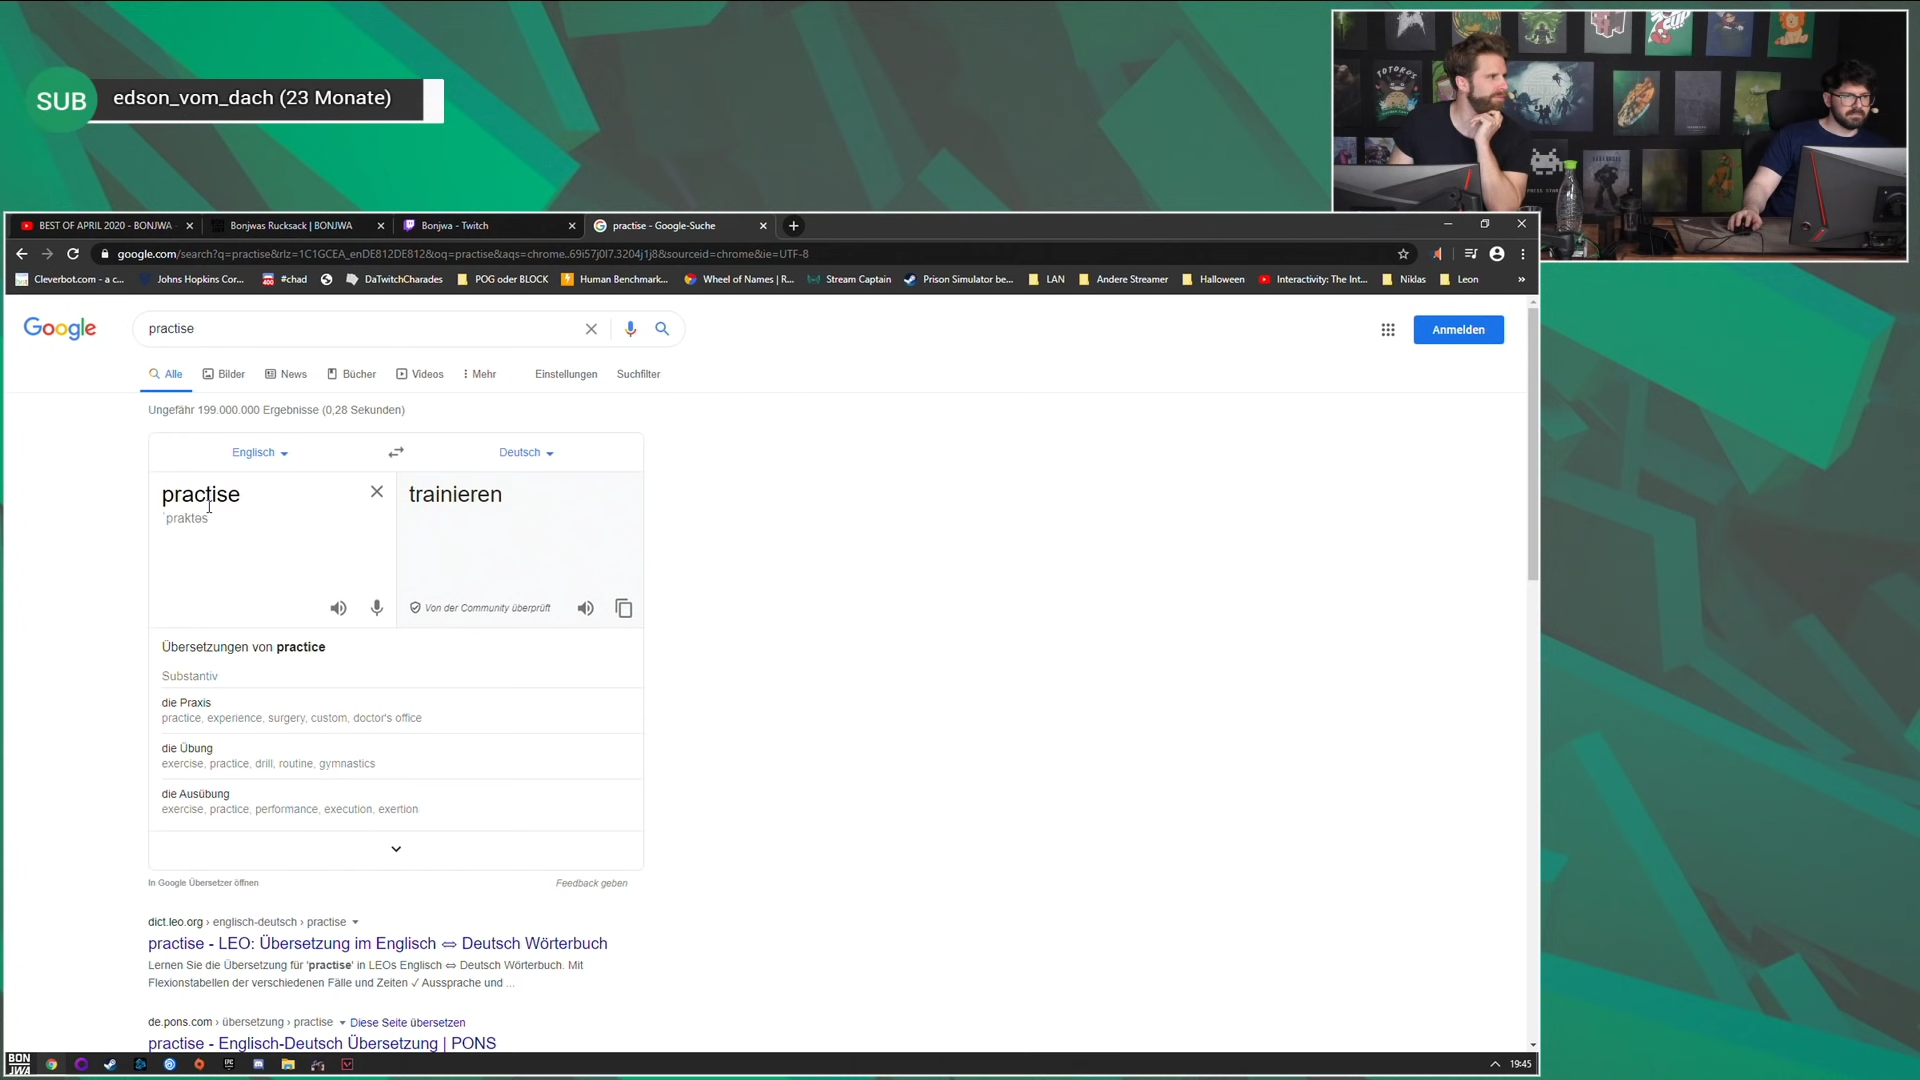 SUB
edson_vom_dach (23 Monate)
TOTOROS
BEST OF APRIL 2020 - BONJWA
Bonjwas Rucksack | BONJWA
Bonjwa - Twitch
practise - Google-Suche
google.com/search?q=practise&rlz=1C1GCEA_enDE812DE812&oq=practise&aqs=chrome..69i57j0l7.3204j1j8&sourceid=chrome&ie=UTF-8
Cleverbot.com - a c...
Johns Hopkins Cor...
#chad
DaTwitchCharades
POG oder BLOCK
Human Benchmark...
Wheel of Names | R...
Stream Captain
Prison Simulator be...
LAN
Andere Streamer
Halloween
Interactivity: The Int...
Niklas
Leon
»
Google
practise
Anmelden
Alle
Bilder
News
Bücher
Videos
Mehr
Einstellungen
Suchfilter
Ungefähr 199.000.000 Ergebnisse (0,28 Sekunden)
Englisch
Deutsch
practise
ˈpraktəs
trainieren
Von der Community überprüft
Übersetzungen von practice
Substantiv
die Praxis
practice, experience, surgery, custom, doctor's office
die Übung
exercise, practice, drill, routine, gymnastics
die Ausübung
exercise, practice, performance, execution, exertion
In Google Übersetzer öffnen
Feedback geben
dict.leo.org › englisch-deutsch › practise
practise - LEO: Übersetzung im Englisch ⇔ Deutsch Wörterbuch
Lernen Sie die Übersetzung für 'practise' in LEOs Englisch ⇔ Deutsch Wörterbuch. Mit
Flexionstabellen der verschiedenen Fälle und Zeiten ✓ Aussprache und ...
de.pons.com › übersetzung › practise
Diese Seite übersetzen
practise - Englisch-Deutsch Übersetzung | PONS
BON
JWA
19:45